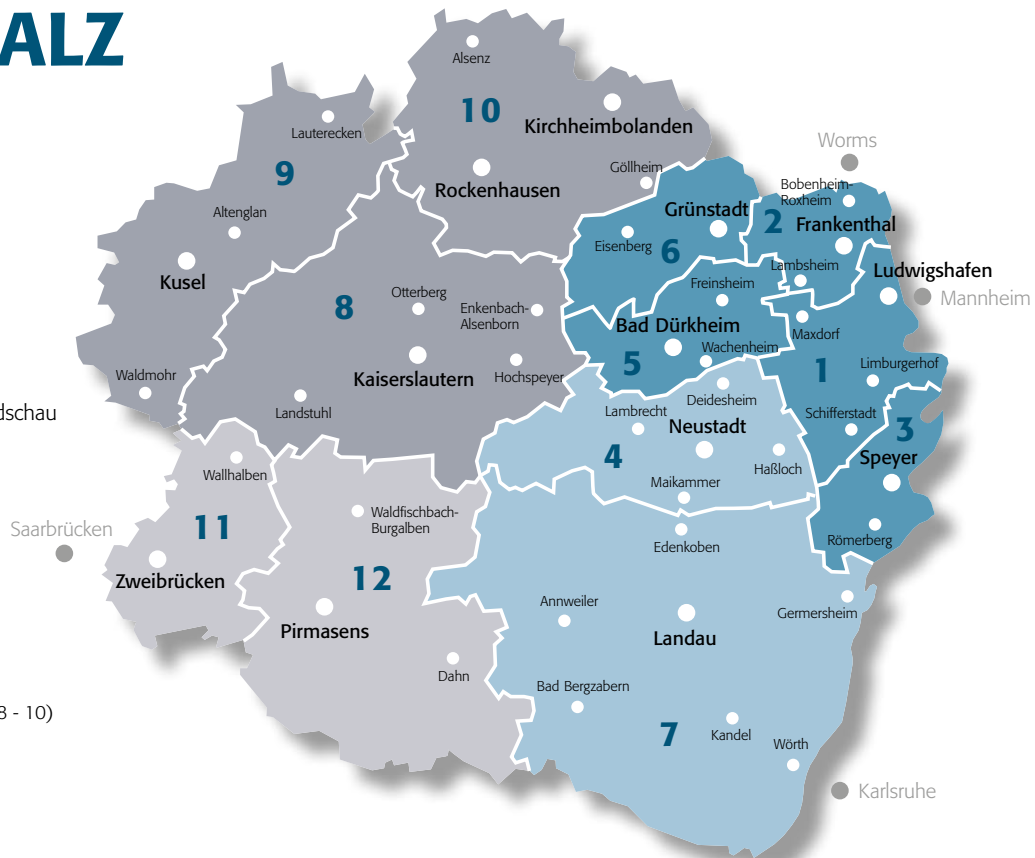 ALZ
Alsenz
10
Kirchheimbolanden
Lauterecken
Worms
Göllheim
9
Rockenhausen
Bobenheim-
Roxheim
Altenglan
Grünstadt
2
Frankenthal
Eisenberg
6
Kusel
Lambsheim
Ludwigshafen
Freinsheim
Otterberg
Mannheim
8
Enkenbach-
Alsenborn
Bad Dürkheim
Maxdorf
Wachenheim
5
1
Limburgerhof
Waldmohr
Kaiserslautern
Hochspeyer
Deidesheim
dschau
Landstuhl
Lambrecht
Schifferstadt
Neustadt
3
4
Speyer
Wallhalben
Haßloch
Maikammer
Waldfischbach-
Burgalben
Saarbrücken
11
Römerberg
Edenkoben
Zweibrücken
12
Annweiler
Germersheim
Pirmasens
Landau
Dahn
Bad Bergzabern
8 - 10)
7
Kandel
Wörth
Karlsruhe